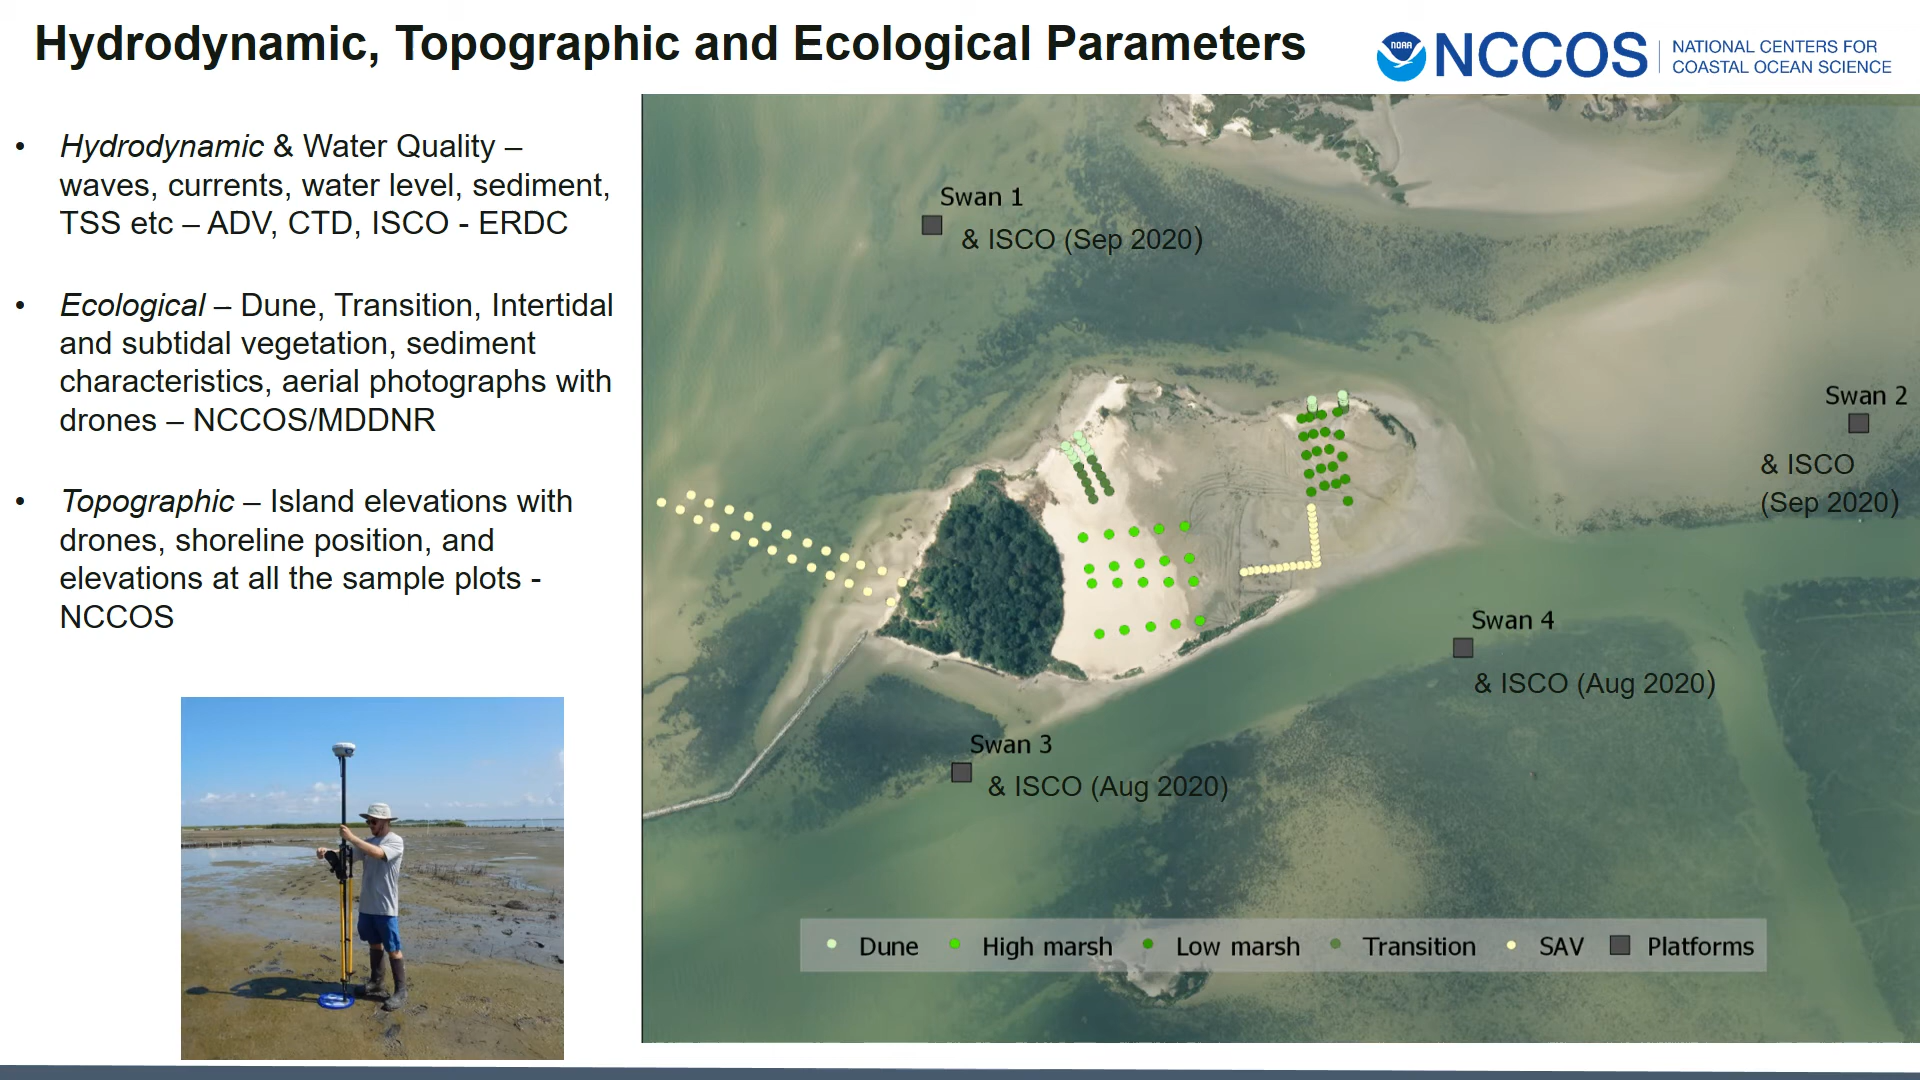 Hydrodynamic, Topographic and Ecological Parameters
NOAA
NCCOS
NATIONAL CENTERS FOR
COASTAL OCEAN SCIENCE
• Hydrodynamic & Water Quality –
waves, currents, water level, sediment,
TSS etc – ADV, CTD, ISCO - ERDC
• Ecological – Dune, Transition, Intertidal
and subtidal vegetation, sediment
characteristics, aerial photographs with
drones – NCCOS/MDDNR
• Topographic – Island elevations with
drones, shoreline position, and
elevations at all the sample plots -
NCCOS
Swan 1
& ISCO (Sep 2020)
Swan 2
& ISCO
(Sep 2020)
Swan 4
& ISCO (Aug 2020)
Swan 3
& ISCO (Aug 2020)
Dune High marsh Low marsh Transition SAV Platforms